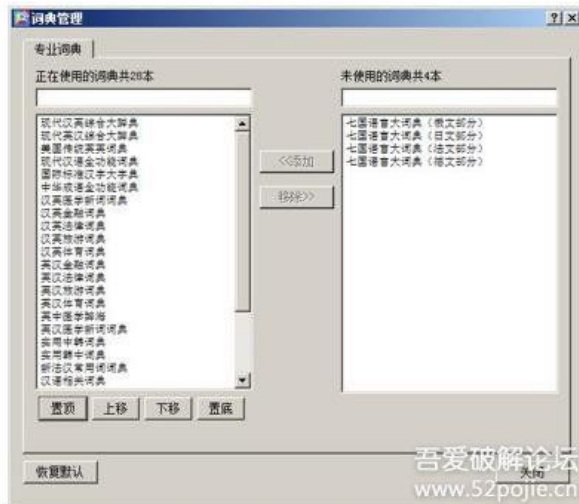 词典管理
专业词典
正在使用的词典共28本
未使用的词典共4本
现代汉英综合大辞典
现代英汉综合大辞典
美国传统英英词典
现代汉语全功能词典
国际标准汉字大字典
中华成语全功能词典
汉英医学新词词典
汉英金融词典
汉英法律词典
汉英旅游词典
汉英体育词典
英汉金融词典
英汉法律词典
英汉旅游词典
英汉体育词典
英中医学辞海
英汉医学新词词典
实用中韩词典
实用韩中词典
新法汉常用词词典
汉语相关词典
七国语言大词典（俄文部分）
七国语言大词典（日文部分）
七国语言大词典（法文部分）
七国语言大词典（德文部分）
<<添加
移除>>
置顶
上移
下移
置底
恢复默认
关闭
吾爱破解论坛
www.52pojie.cn